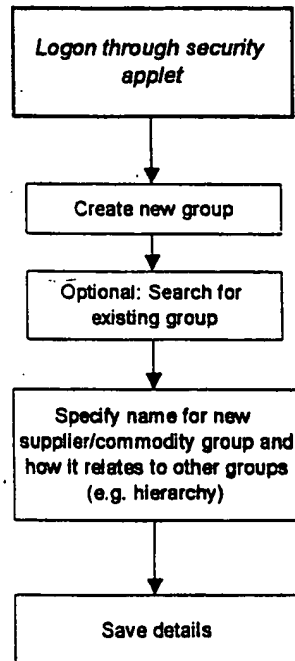 Logon through security
applet
Create new group
Optional: Search for
existing group
Specify name for new
supplier/commodity group and
how it relates to other groups
(e.g. hierarchy)
Save details